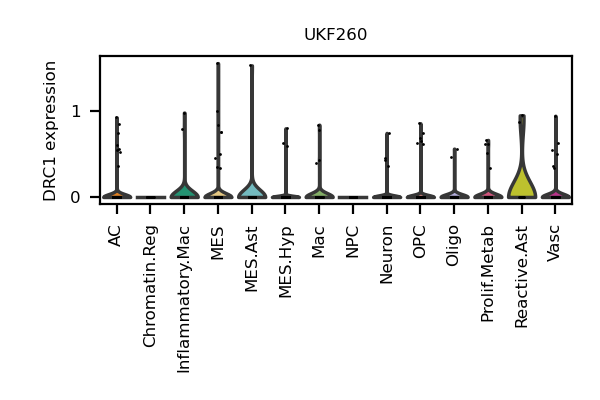 UKF260
DRC1 expression
1
0
AC
Chromatin.Reg
Inflammatory.Mac
MES
MES.Ast
MES.Hyp
Mac
NPC
Neuron
OPC
Oligo
Prolif.Metab
Reactive.Ast
Vasc